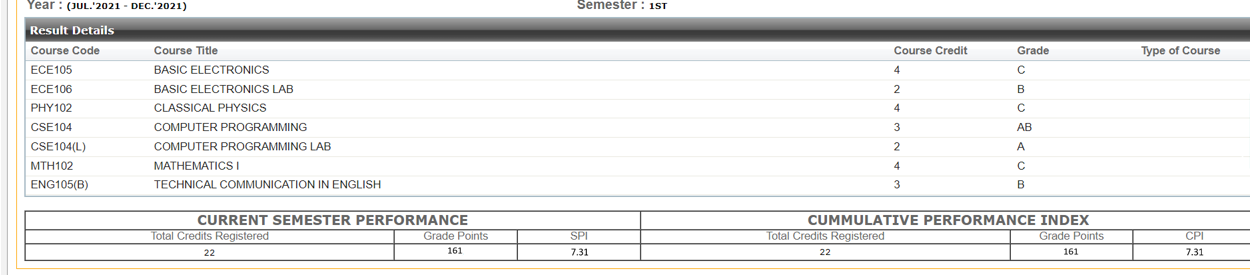 Year : (JUL.'2021 - DEC.'2021) Semester : 1ST
Result Details
Course Code Course Title Course Credit Grade Type of Course
ECE105 BASIC ELECTRONICS 4 C
ECE106 BASIC ELECTRONICS LAB 2 B
PHY102 CLASSICAL PHYSICS 4 C
CSE104 COMPUTER PROGRAMMING 3 AB
CSE104(L) COMPUTER PROGRAMMING LAB 2 A
MTH102 MATHEMATICS I 4 C
ENG105(B) TECHNICAL COMMUNICATION IN ENGLISH 3 B
CURRENT SEMESTER PERFORMANCE CUMMULATIVE PERFORMANCE INDEX
Total Credits Registered Grade Points SPI Total Credits Registered Grade Points CPI
22 161 7.31 22 161 7.31